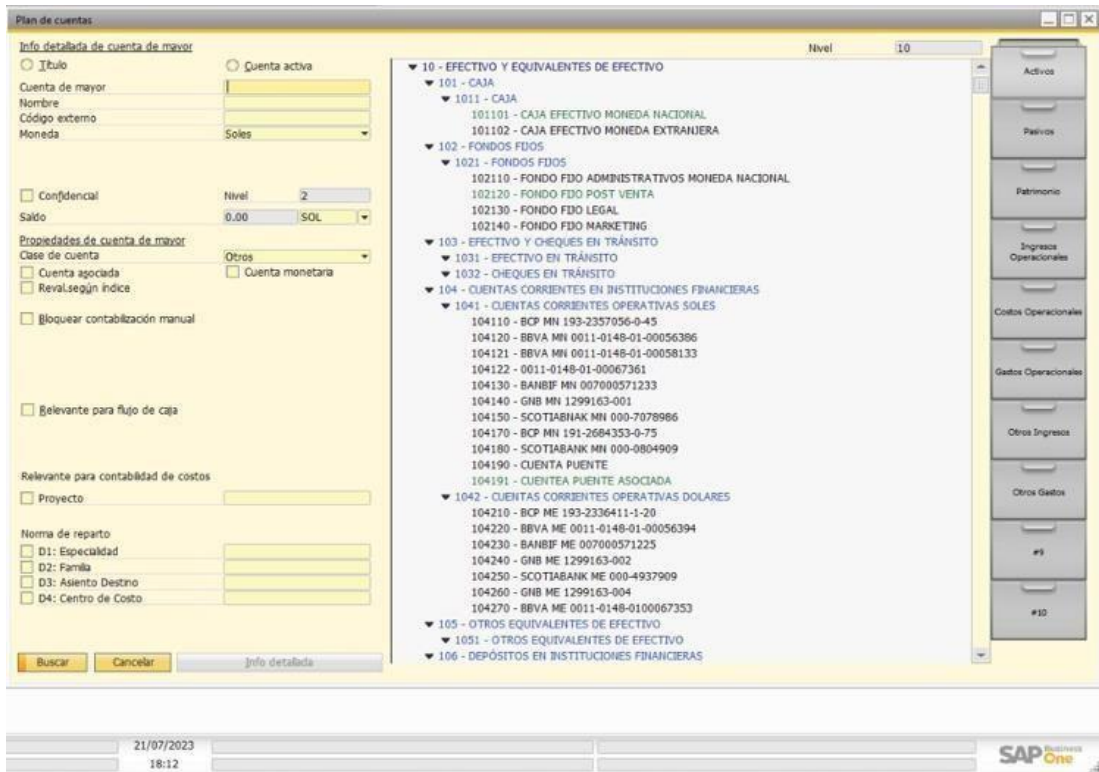 Plan de cuentas
Info detallada de cuenta de mayor
Título
Cuenta activa
Cuenta de mayor
Nombre
Código externo
Moneda
Soles
Confidencial
Nivel
2
Saldo
0.00
SOL
Propiedades de cuenta de mayor
Clase de cuenta
Otros
Cuenta asociada
Cuenta monetaria
Reval.según índice
Bloquear contabilización manual
Relevante para flujo de caja
Relevante para contabilidad de costos
Proyecto
Norma de reparto
D1: Especialidad
D2: Familia
D3: Asiento Destino
D4: Centro de Costo
Buscar
Cancelar
Info detallada
Nivel
10
10 - EFECTIVO Y EQUIVALENTES DE EFECTIVO
101 - CAJA
1011 - CAJA
101101 - CAJA EFECTIVO MONEDA NACIONAL
101102 - CAJA EFECTIVO MONEDA EXTRANJERA
102 - FONDOS FIJOS
1021 - FONDOS FIJOS
102110 - FONDO FIJO ADMINISTRATIVOS MONEDA NACIONAL
102120 - FONDO FIJO POST VENTA
102130 - FONDO FIJO LEGAL
102140 - FONDO FIJO MARKETING
103 - EFECTIVO Y CHEQUES EN TRÁNSITO
1031 - EFECTIVO EN TRÁNSITO
1032 - CHEQUES EN TRÁNSITO
104 - CUENTAS CORRIENTES EN INSTITUCIONES FINANCIERAS
1041 - CUENTAS CORRIENTES OPERATIVAS SOLES
104110 - BCP MN 193-2357056-0-45
104120 - BBVA MN 0011-0148-01-00056386
104121 - BBVA MN 0011-0148-01-00058133
104122 - 0011-0148-01-00067361
104130 - BANBIF MN 007000571233
104140 - GNB MN 1299163-001
104150 - SCOTIABNAK MN 000-7078986
104170 - BCP MN 191-2684353-0-75
104180 - SCOTIABANK MN 000-0804909
104190 - CUENTA PUENTE
104191 - CUENTEA PUENTE ASOCIADA
1042 - CUENTAS CORRIENTES OPERATIVAS DOLARES
104210 - BCP ME 193-2336411-1-20
104220 - BBVA ME 0011-0148-01-00056394
104230 - BANBIF ME 007000571225
104240 - GNB ME 1299163-002
104250 - SCOTIABANK ME 000-4937909
104260 - GNB ME 1299163-004
104270 - BBVA ME 0011-0148-0100067353
105 - OTROS EQUIVALENTES DE EFECTIVO
1051 - OTROS EQUIVALENTES DE EFECTIVO
106 - DEPÓSITOS EN INSTITUCIONES FINANCIERAS
Activos
Pasivos
Patrimonio
Ingresos
Operacionales
Costos Operacionales
Gastos Operacionales
Otros Ingresos
Otros Gastos
#9
#10
21/07/2023
18:12
SAP Business
One